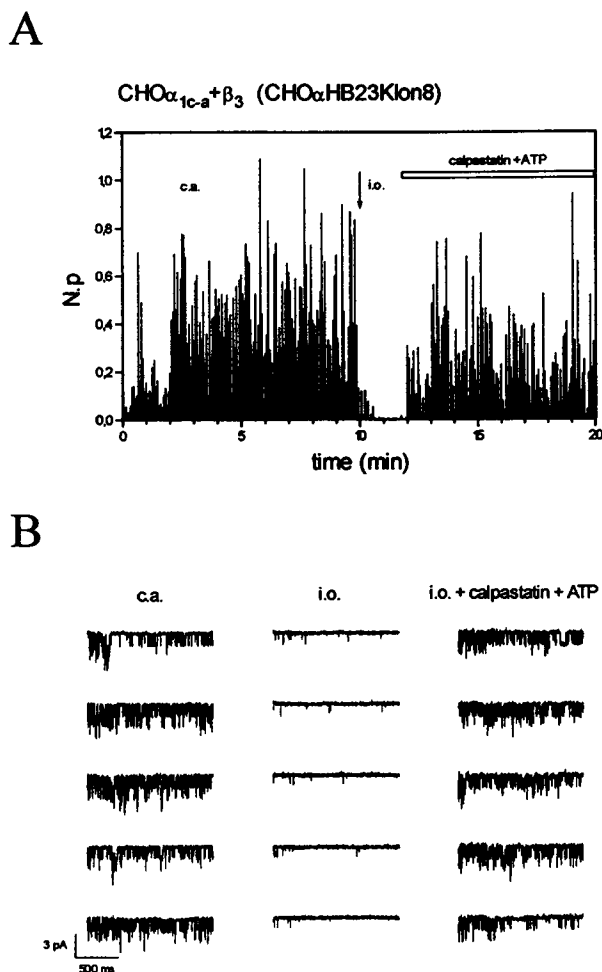 A
CHOα1c-a+β3 (CHOαHB23Klon8)
1,2
1,0
0,8
0,6
0,4
0,2
0,0
N.p
c.a.
i.o.
calpastatin +ATP
0
5
10
15
20
time (min)
B
c.a.
i.o.
i.o. + calpastatin + ATP
3 pA
500 ms